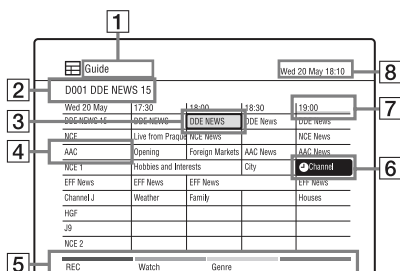 1
Guide
Wed 20 May 18:10
8
2
D001 DDE NEWS 15
Wed 20 May 17:30 18:00 18:30 19:00
7
3
DDE NEWS 15 DDE NEWS DDE NEWS DDE News DDE News
NCE Live from Prague NCE News NCE News
4
AAC Opening Foreign Markets AAC News AAC News
NCE 1 Hobbies and Interests City Channel
6
EFF News EFF News EFF News EFF News
Channel J Weather Family Houses
HGF
J9
NCE 2
5
REC Watch Genre